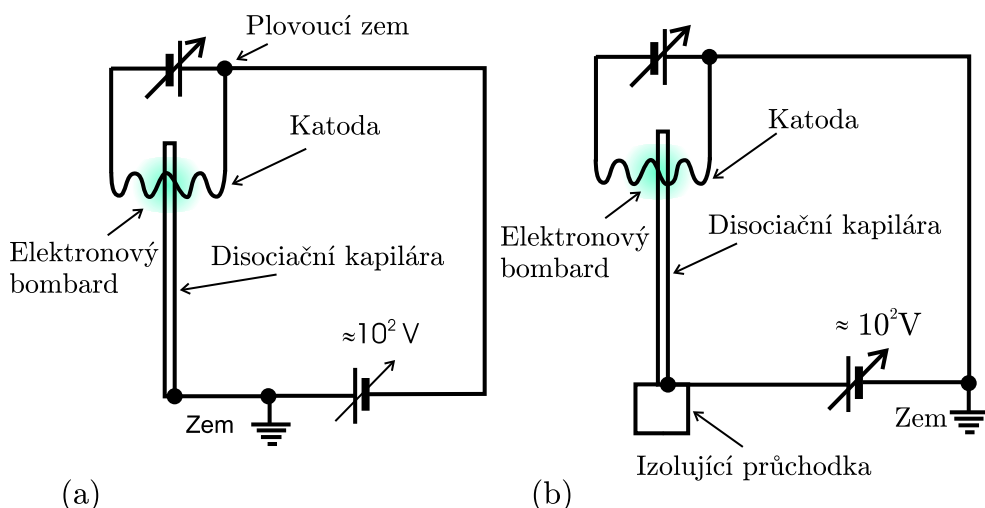 Plovoucí zem
Katoda
Elektronový
bombard
Disociační kapilára
≈10² V
Zem
(a)
Katoda
Elektronový
bombard
Disociační kapilára
≈ 10²V
Zem
Izolující průchodka
(b)